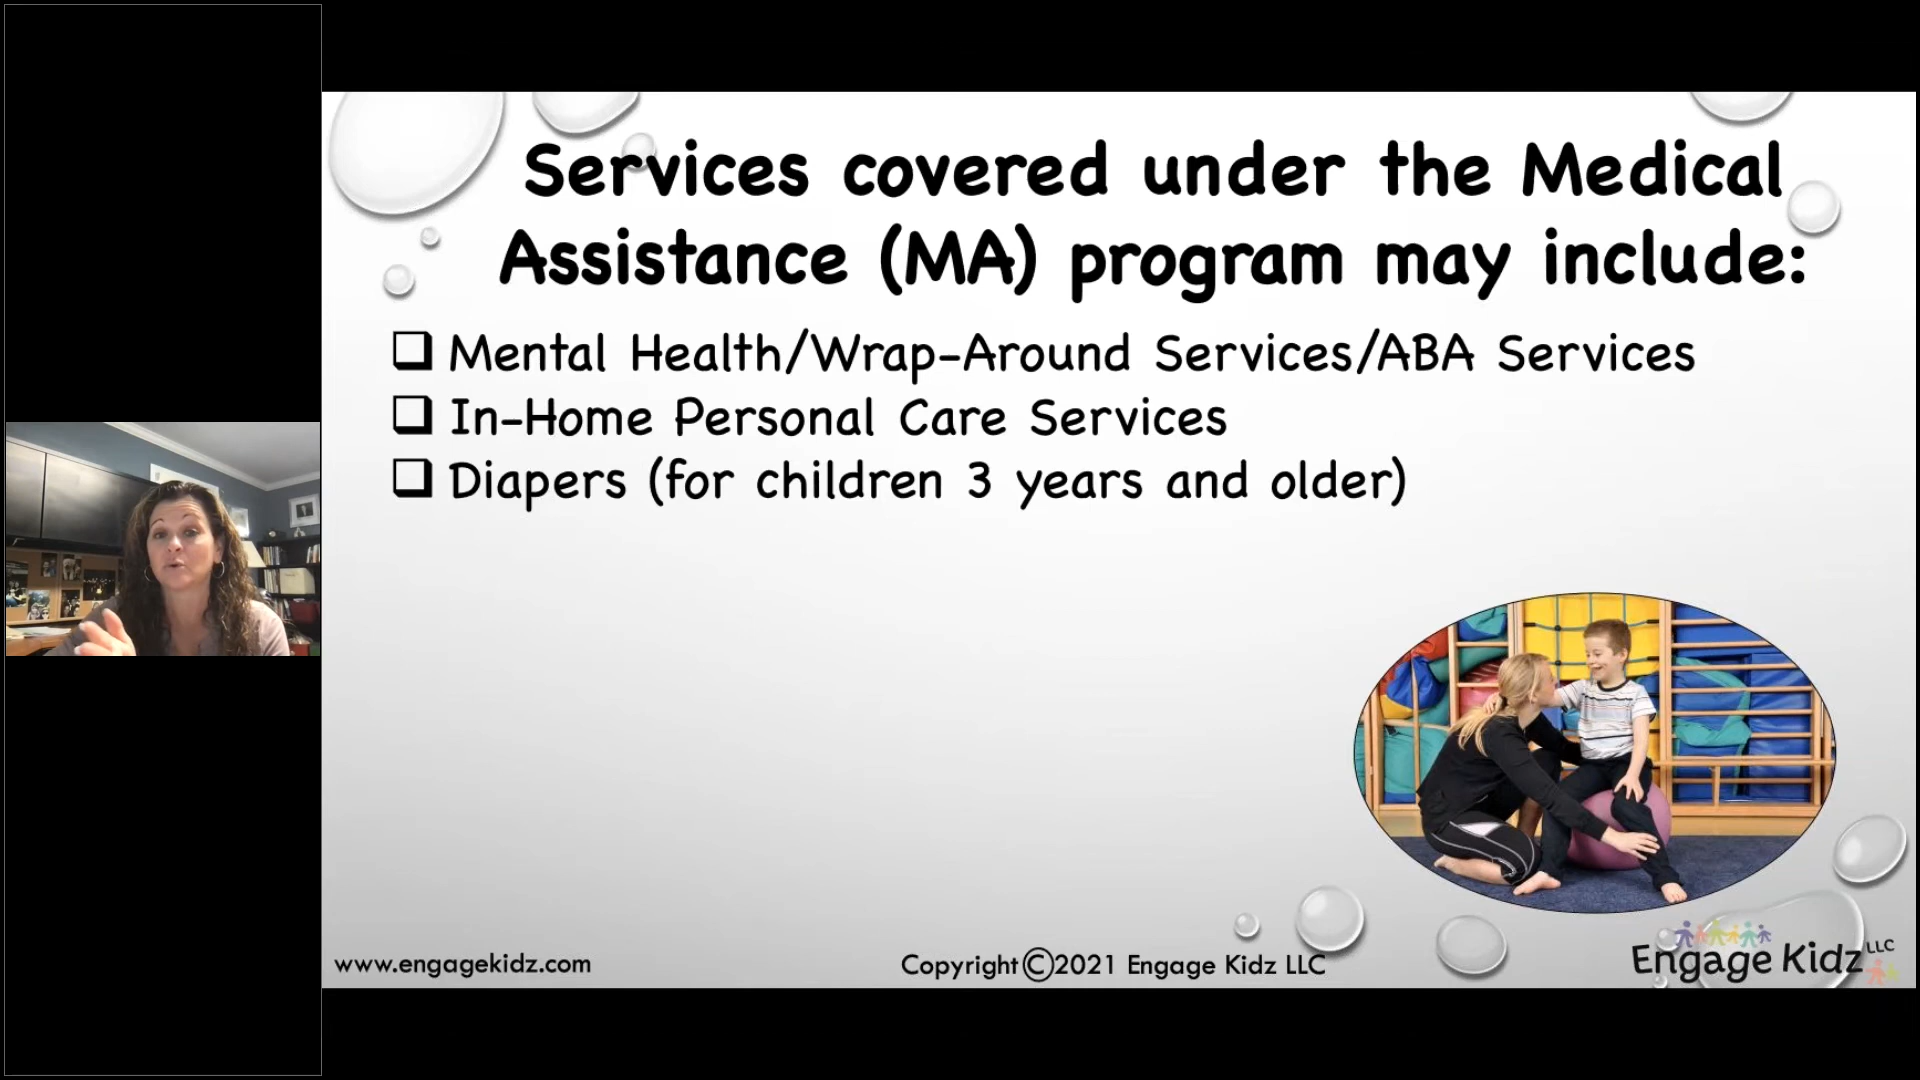 Services covered under the Medical
Assistance (MA) program may include:
❑ Mental Health/Wrap-Around Services/ABA Services
❑ In-Home Personal Care Services
❑ Diapers (for children 3 years and older)
www.engagekidz.com
Copyright©2021 Engage Kidz LLC
Engage Kidz LLC